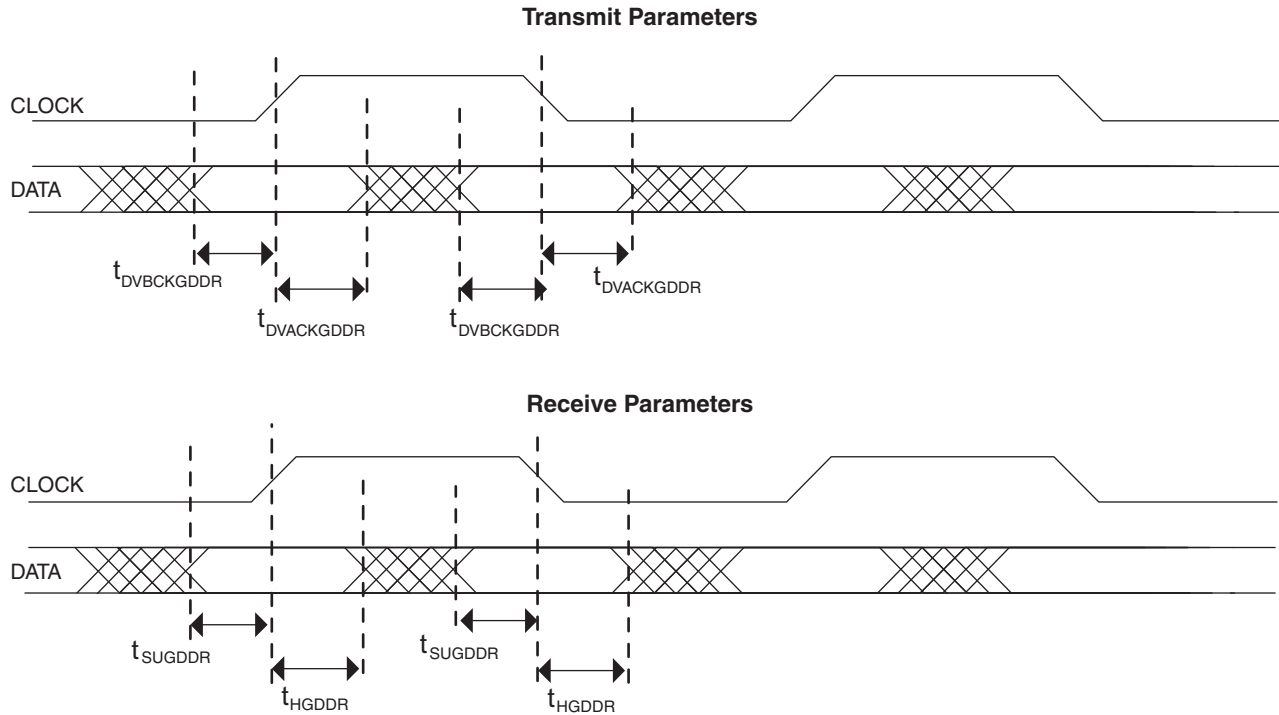 Transmit Parameters
CLOCK
DATA
tDVBCKGDDR
tDVACKGDDR
tDVACKGDDR
tDVBCKGDDR
Receive Parameters
CLOCK
DATA
tSUGDDR
tSUGDDR
tHGDDR
tHGDDR